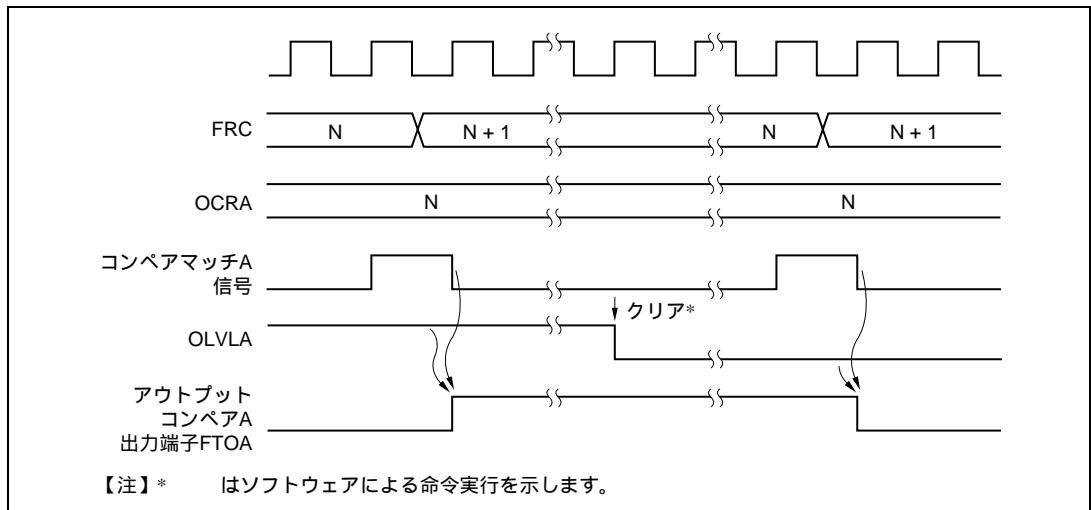 FRC N N + 1 N N + 1
OCRA N N
コンペアマッチA
信号
クリア*
OLVLA
アウトプット
コンペアA
出力端子FTOA
【注】* はソフトウェアによる命令実行を示します。